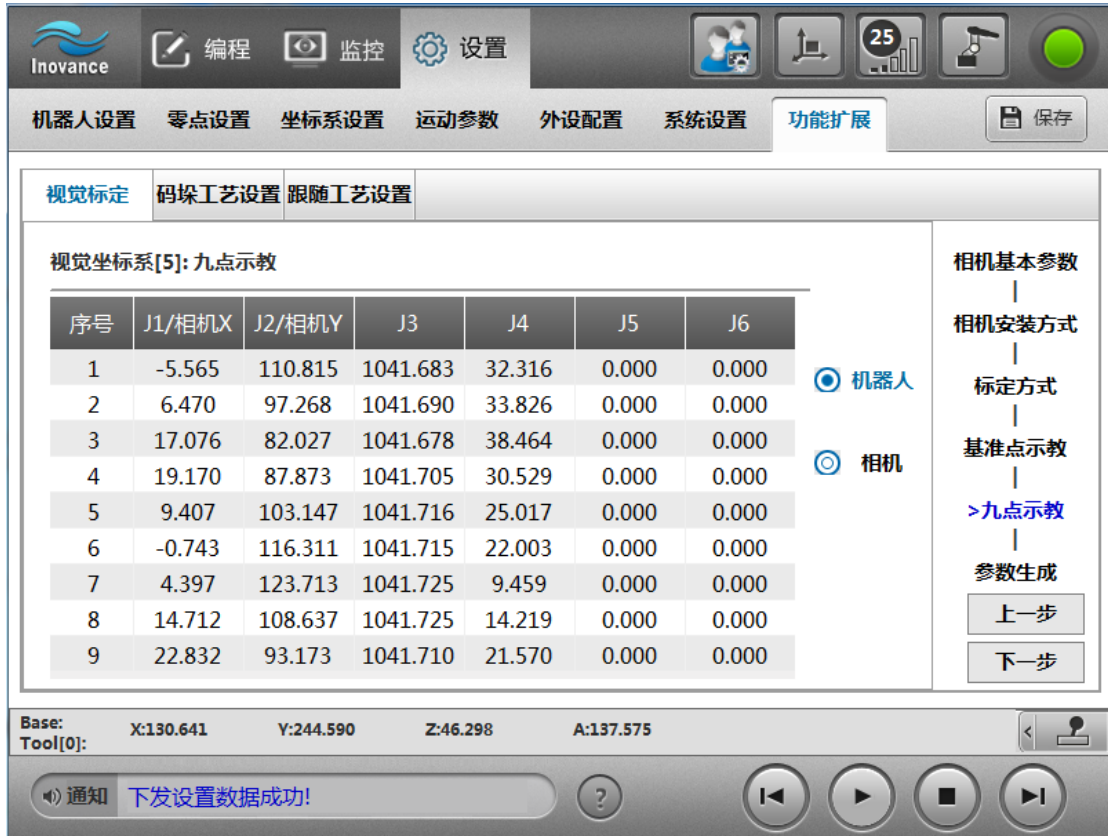 Inovance 编程 监控 设置 25
机器人设置 零点设置 坐标系设置 运动参数 外设配置 系统设置 功能扩展 保存
视觉标定 码垛工艺设置 跟随工艺设置
视觉坐标系[5]: 九点示教
序号 J1/相机X J2/相机Y J3 J4 J5 J6
1 -5.565 110.815 1041.683 32.316 0.000 0.000
2 6.470 97.268 1041.690 33.826 0.000 0.000
3 17.076 82.027 1041.678 38.464 0.000 0.000
4 19.170 87.873 1041.705 30.529 0.000 0.000
5 9.407 103.147 1041.716 25.017 0.000 0.000
6 -0.743 116.311 1041.715 22.003 0.000 0.000
7 4.397 123.713 1041.725 9.459 0.000 0.000
8 14.712 108.637 1041.725 14.219 0.000 0.000
9 22.832 93.173 1041.710 21.570 0.000 0.000
机器人
相机
相机基本参数
相机安装方式
标定方式
基准点示教
>九点示教
参数生成
上一步
下一步
Base:
Tool[0]:
X:130.641 Y:244.590 Z:46.298 A:137.575
通知 下发设置数据成功! ?